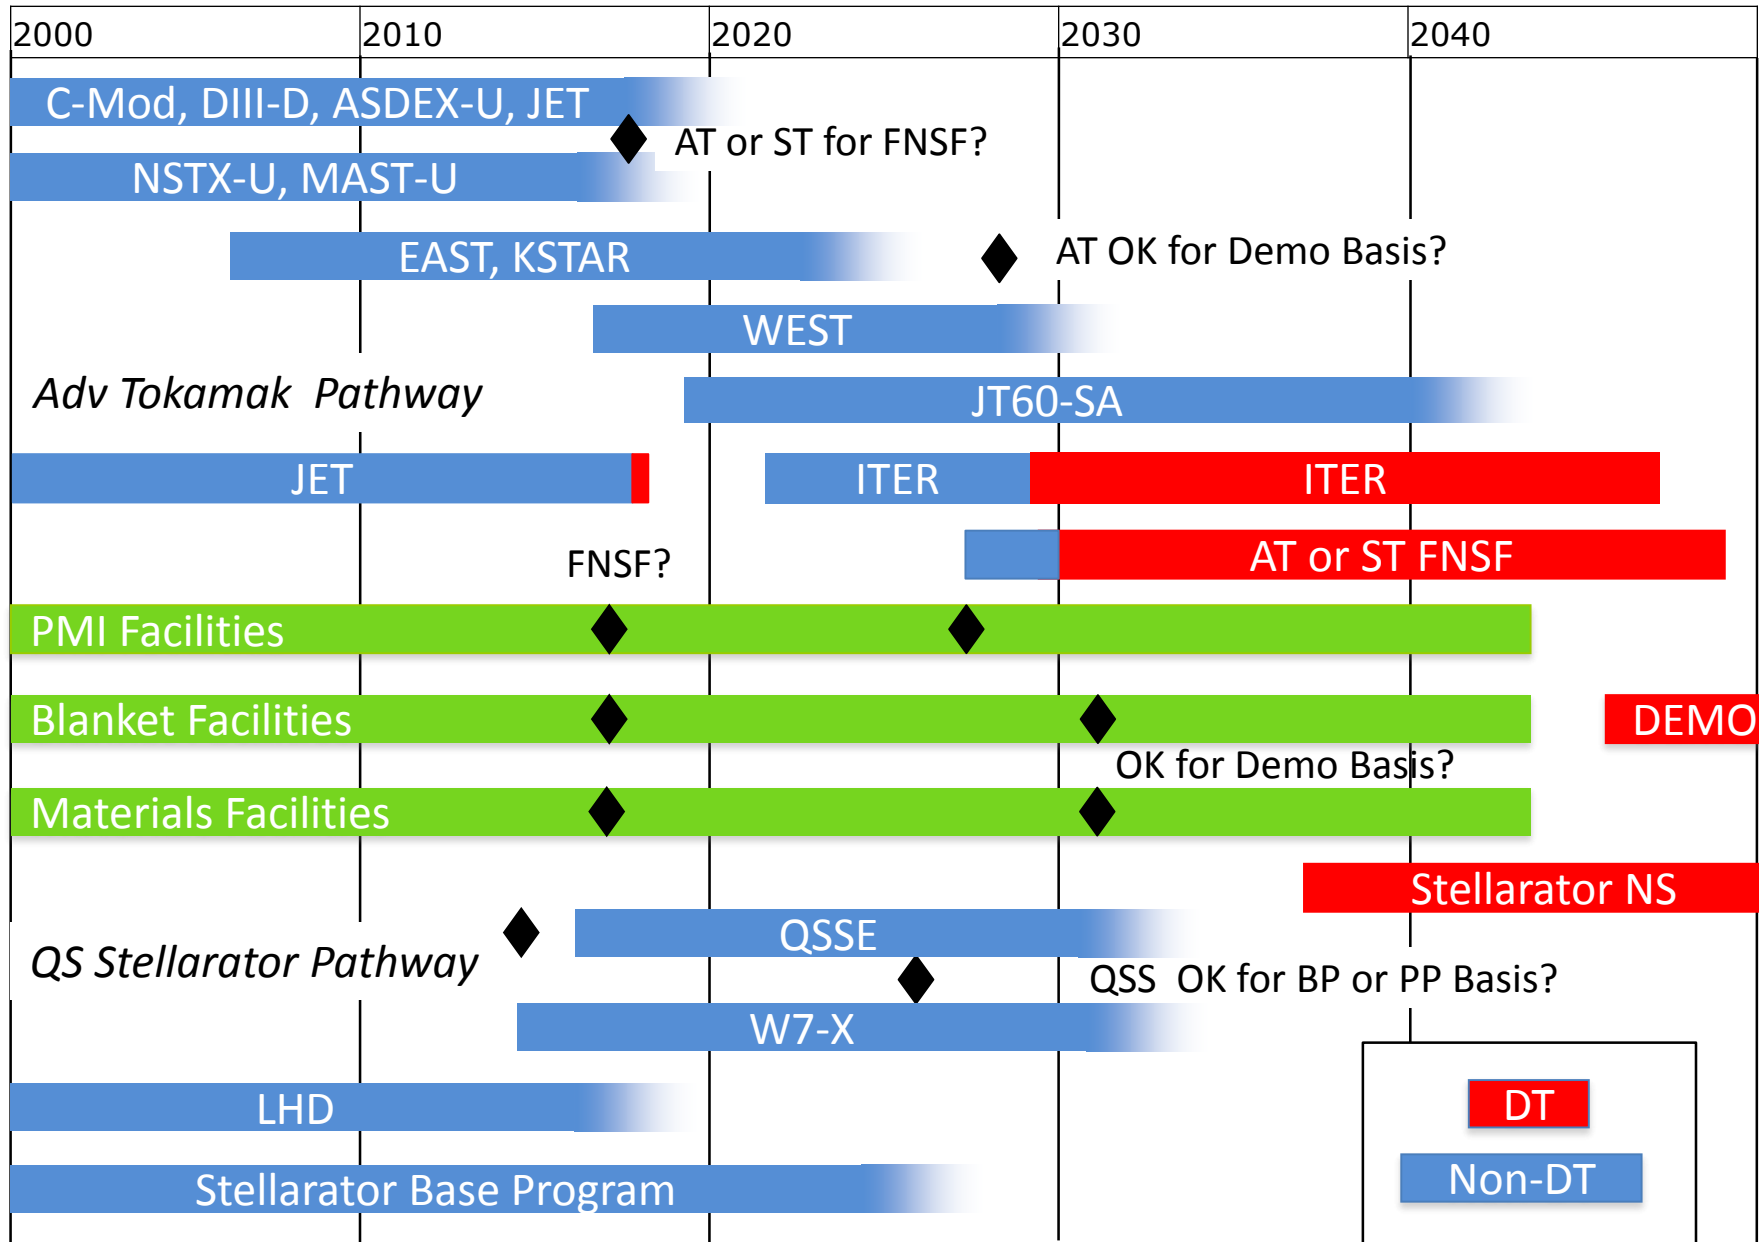 2000 2010 2020 2030 2040
C-Mod, DIII-D, ASDEX-U, JET
AT or ST for FNSF?
NSTX-U, MAST-U
EAST, KSTAR
AT OK for Demo Basis?
WEST
Adv Tokamak Pathway
JT60-SA
JET
ITER
ITER
AT or ST FNSF
FNSF?
PMI Facilities
Blanket Facilities
DEMO
OK for Demo Basis?
Materials Facilities
Stellarator NS
QSSE
QS Stellarator Pathway
QSS OK for BP or PP Basis?
W7-X
LHD
DT
Stellarator Base Program
Non-DT